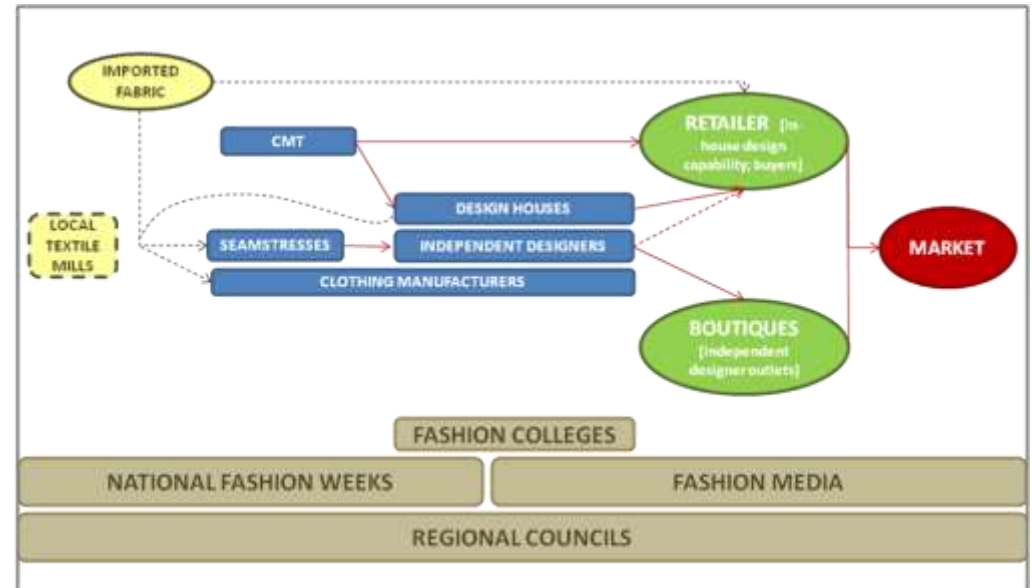 IMPORTED
FABRIC
CMT
RETAILER [in-
house design
capability; buyers]
DESIGN HOUSES
LOCAL
TEXTILE
MILLS
SEAMSTRESSES
INDEPENDENT DESIGNERS
MARKET
CLOTHING MANUFACTURERS
BOUTIQUES
[independent
designer outlets]
FASHION COLLEGES
NATIONAL FASHION WEEKS
FASHION MEDIA
REGIONAL COUNCILS